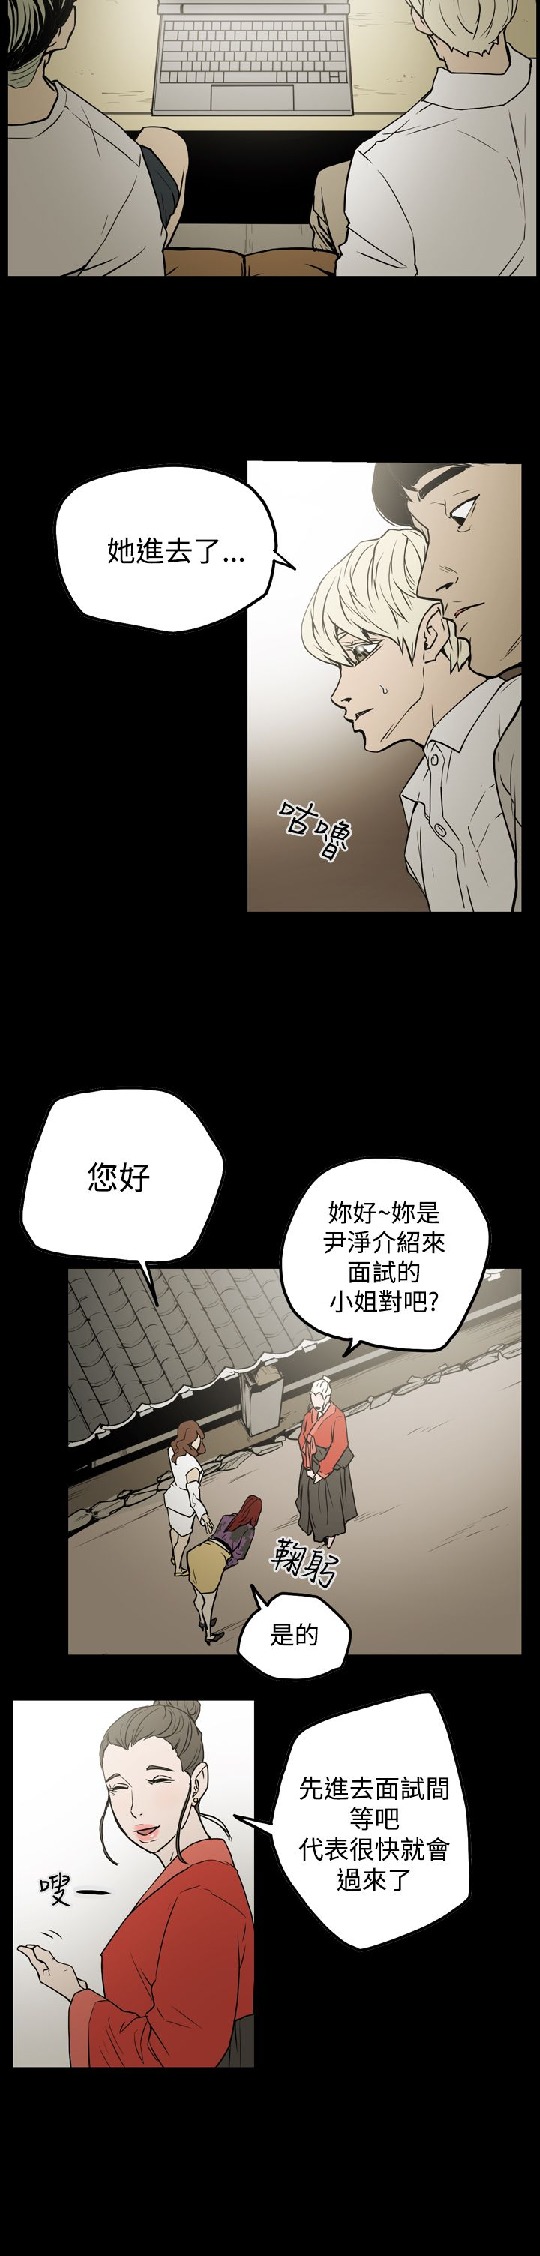 她進去了...
咕嚕
您好
妳好~妳是
尹淨介紹來
面試的
小姐對吧?
鞠躬
是的
先進去面試間
等吧
代表很快就會
過來了
嗖一